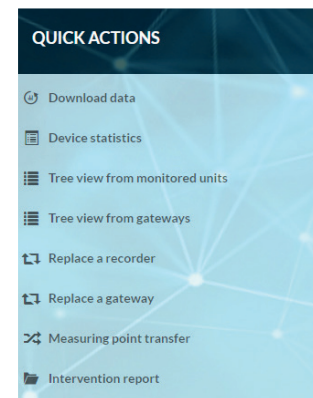 QUICK ACTIONS
Download data
Device statistics
Tree view from monitored units
Tree view from gateways
Replace a recorder
Replace a gateway
Measuring point transfer
Intervention report